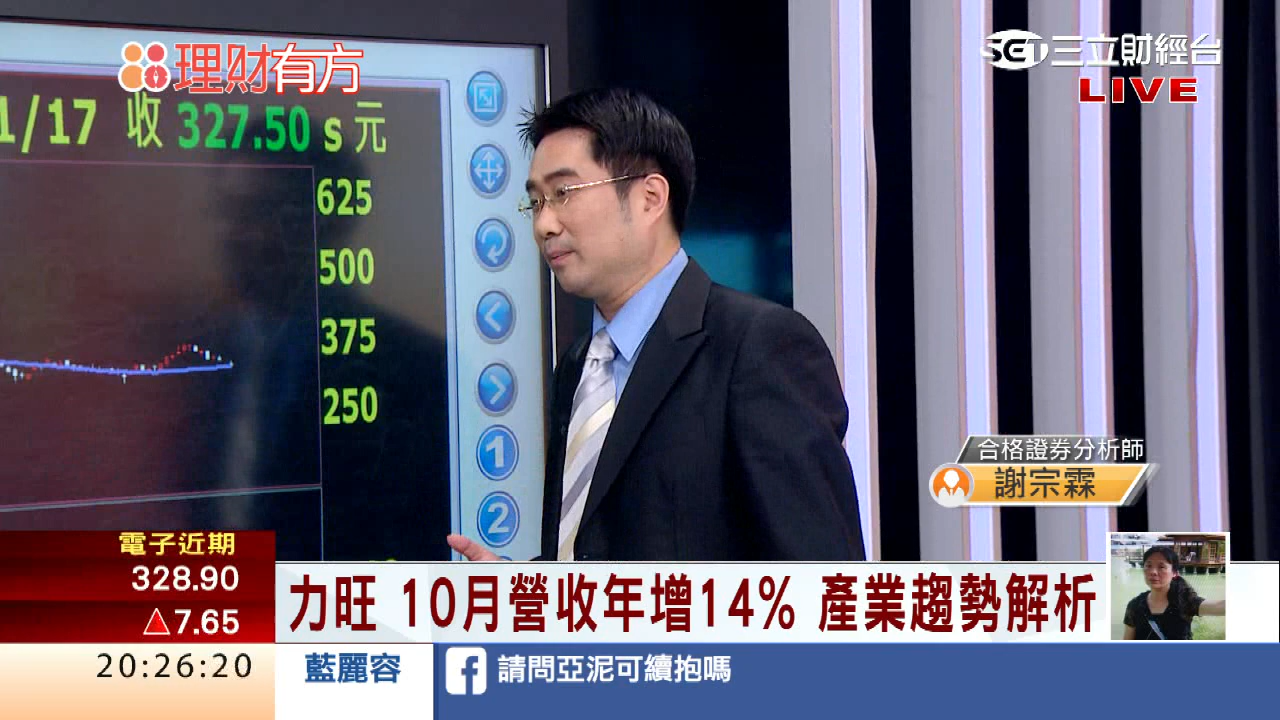 理財有方
SET三立財經台
LIVE
1/17 收 327.50 s 元
625
500
375
250
1
2
合格證券分析師
謝宗霖
電子近期
328.90
△7.65
力旺 10月營收年增14% 產業趨勢解析
20:26:20
藍麗容
請問亞泥可續抱嗎